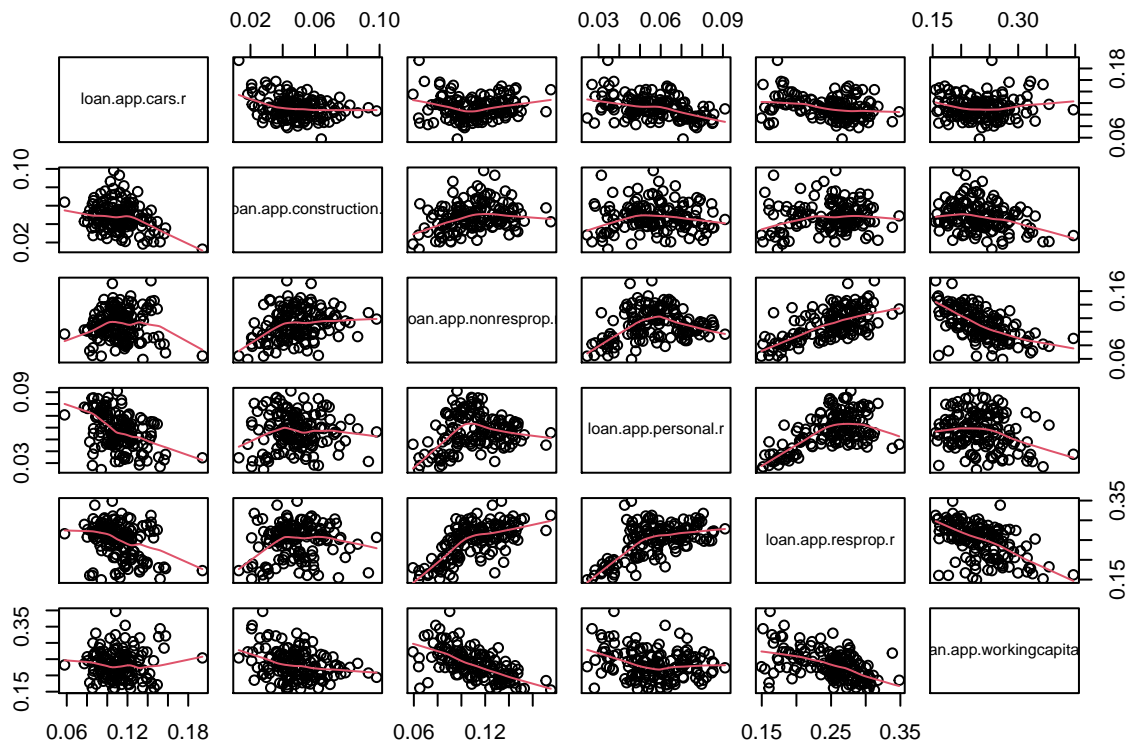 0.02 0.06 0.10 0.03 0.06 0.09 0.15 0.30
loan.app.cars.r
0.06 0.18
oan.app.construction.
0.02 0.10
oan.app.nonresprop.
0.06 0.16
loan.app.personal.r
0.03 0.09
loan.app.resprop.r
0.15 0.35
an.app.workingcapita
0.15 0.35
0.06 0.12 0.18 0.06 0.12 0.15 0.25 0.35